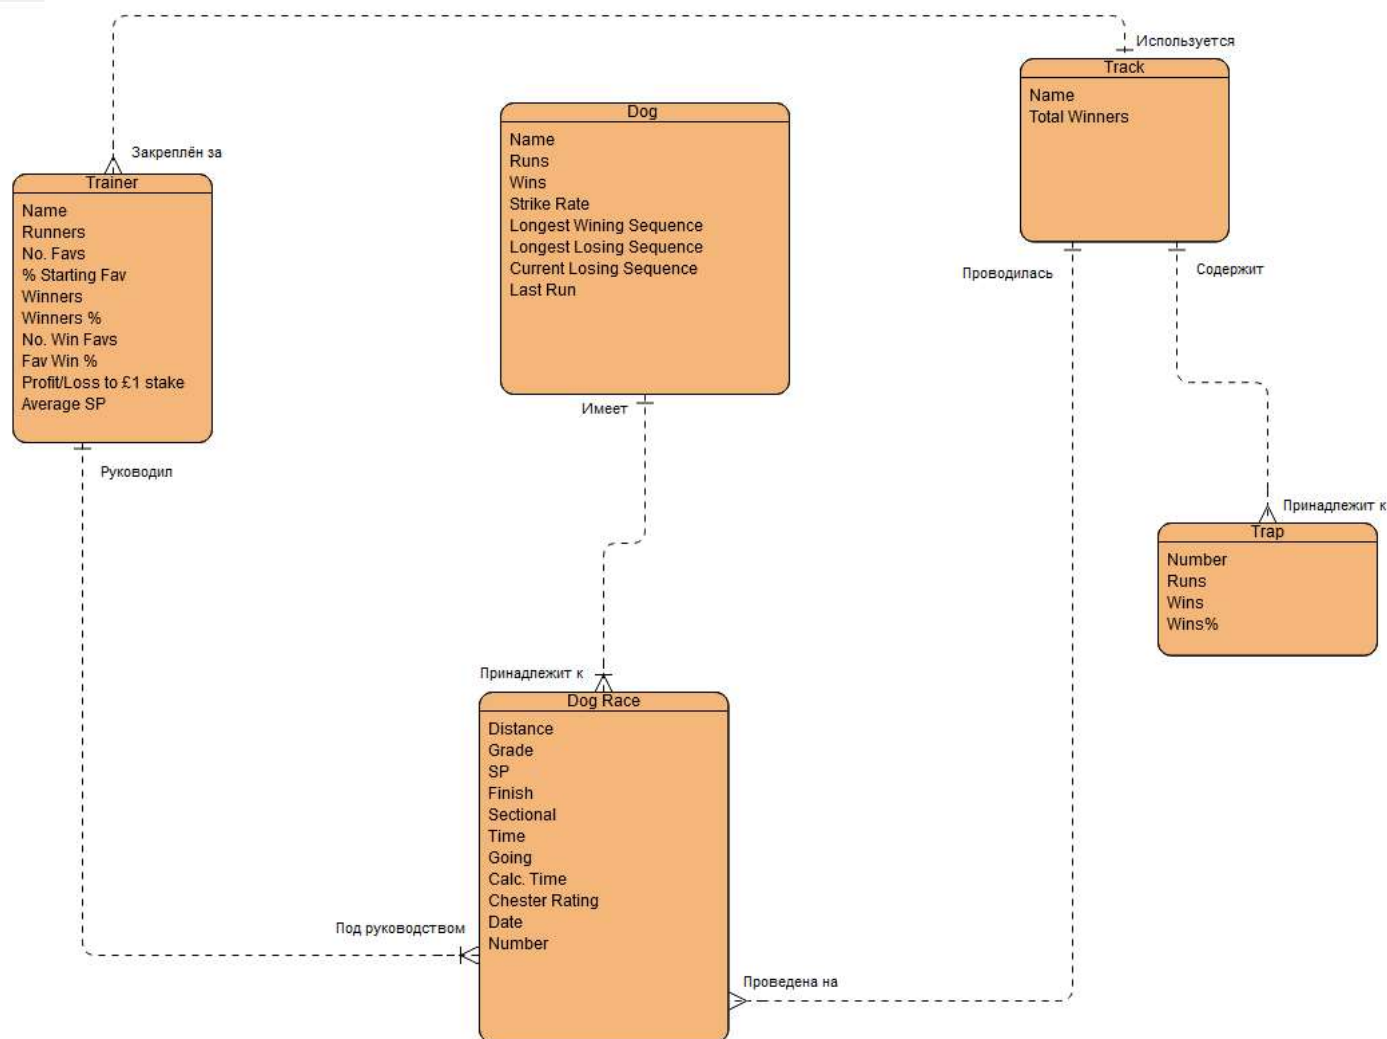 Используется
Track
Name
Total Winners
Dog
Name
Runs
Wins
Strike Rate
Longest Wining Sequence
Longest Losing Sequence
Current Losing Sequence
Last Run
Закреплён за
Trainer
Name
Runners
No. Favs
% Starting Fav
Winners
Winners %
No. Win Favs
Fav Win %
Profit/Loss to £1 stake
Average SP
Проводилась
Содержит
Имеет
Руководил
Принадлежит к
Trap
Number
Runs
Wins
Wins%
Принадлежит к
Dog Race
Distance
Grade
SP
Finish
Sectional
Time
Going
Calc. Time
Chester Rating
Date
Number
Под руководством
Проведена на